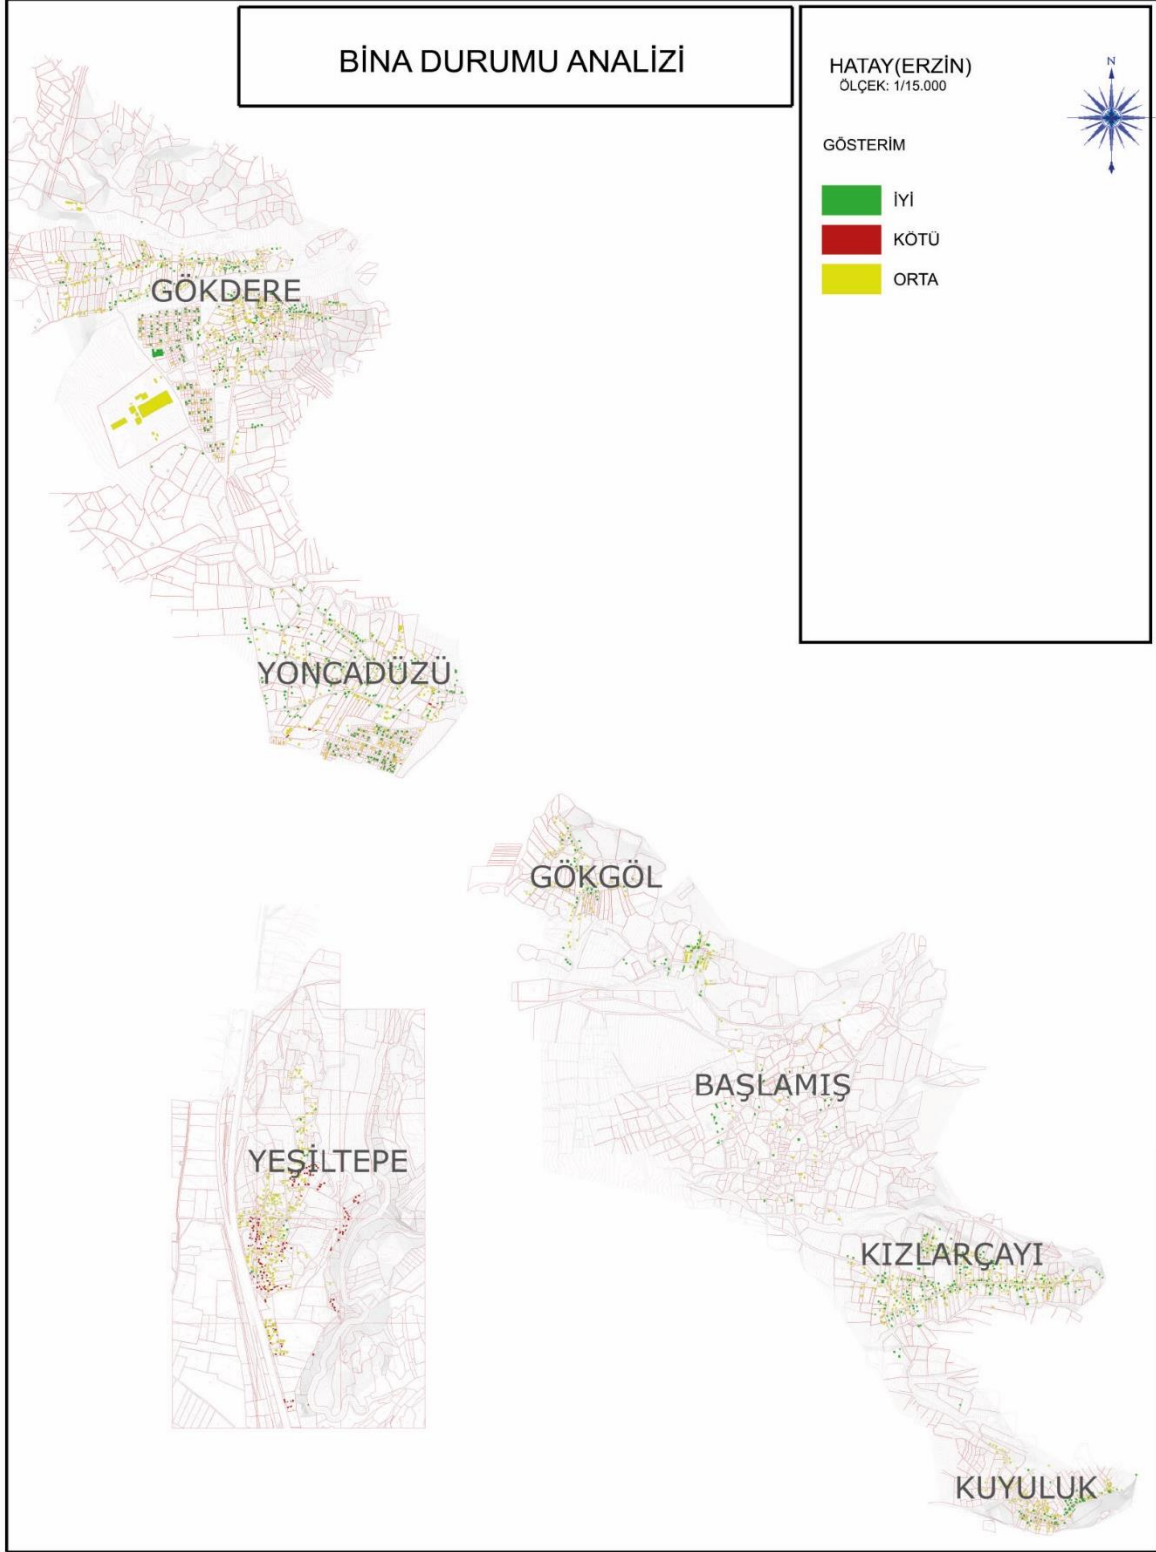 BİNA DURUMU ANALİZİ
HATAY(ERZİN)
ÖLÇEK: 1/15.000
N
GÖSTERİM
İYİ
KÖTÜ
ORTA
GÖKDERE
YONCADÜZÜ
GÖKGÖL
BAŞLAMIŞ
YEŞİLTEPE
KIZLARÇAYI
KUYULUK